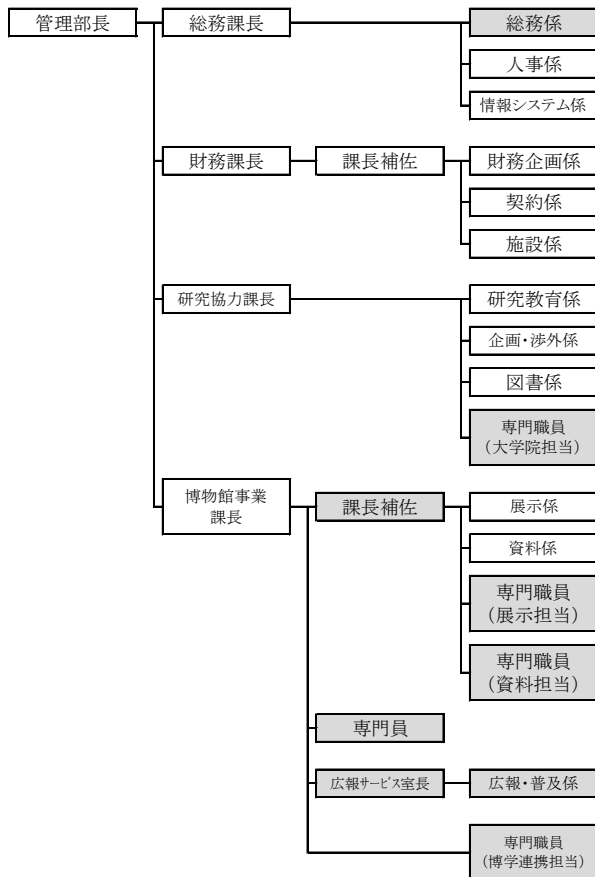 管理部長
総務課長
総務係
人事係
情報システム係
財務課長
課長補佐
財務企画係
契約係
施設係
研究協力課長
研究教育係
企画・渉外係
図書係
専門職員
（大学院担当）
博物館事業
課長
課長補佐
展示係
資料係
専門職員
（展示担当）
専門職員
（資料担当）
専門員
広報サービス室長
広報・普及係
専門職員
（博学連携担当）